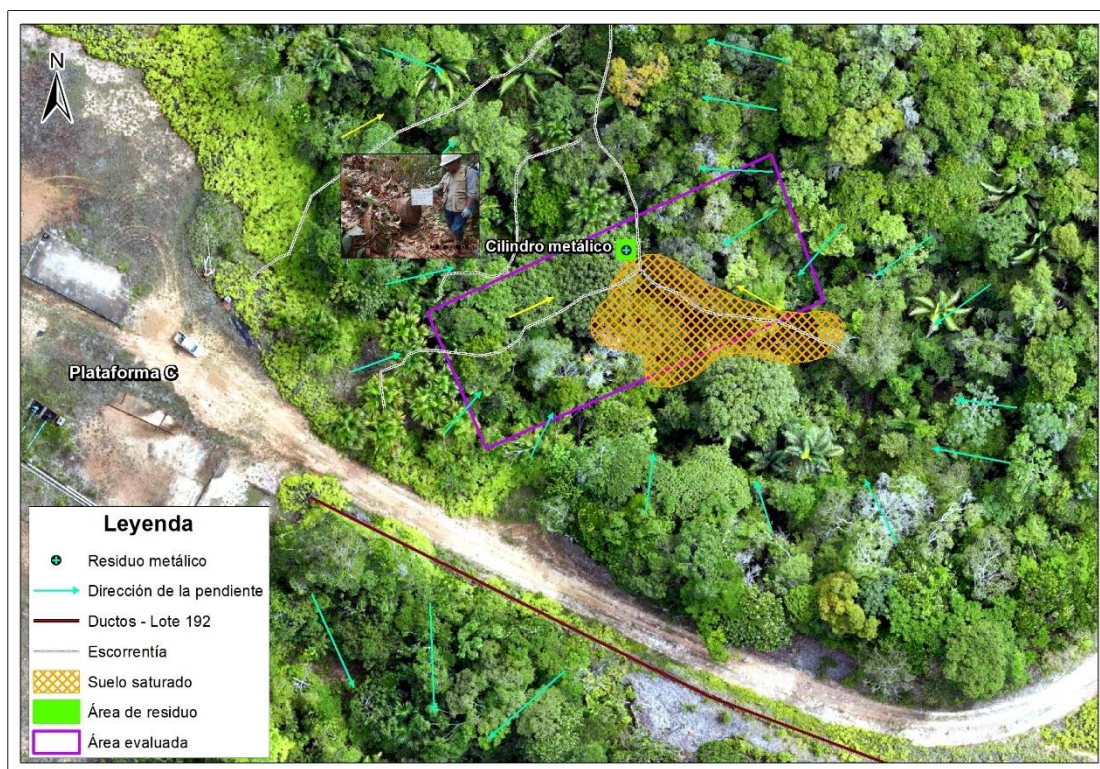 N
Cilindro metálico
Plataforma C
Leyenda
Residuo metálico
Dirección de la pendiente
Ductos - Lote 192
Escorrentía
Suelo saturado
Área de residuo
Área evaluada